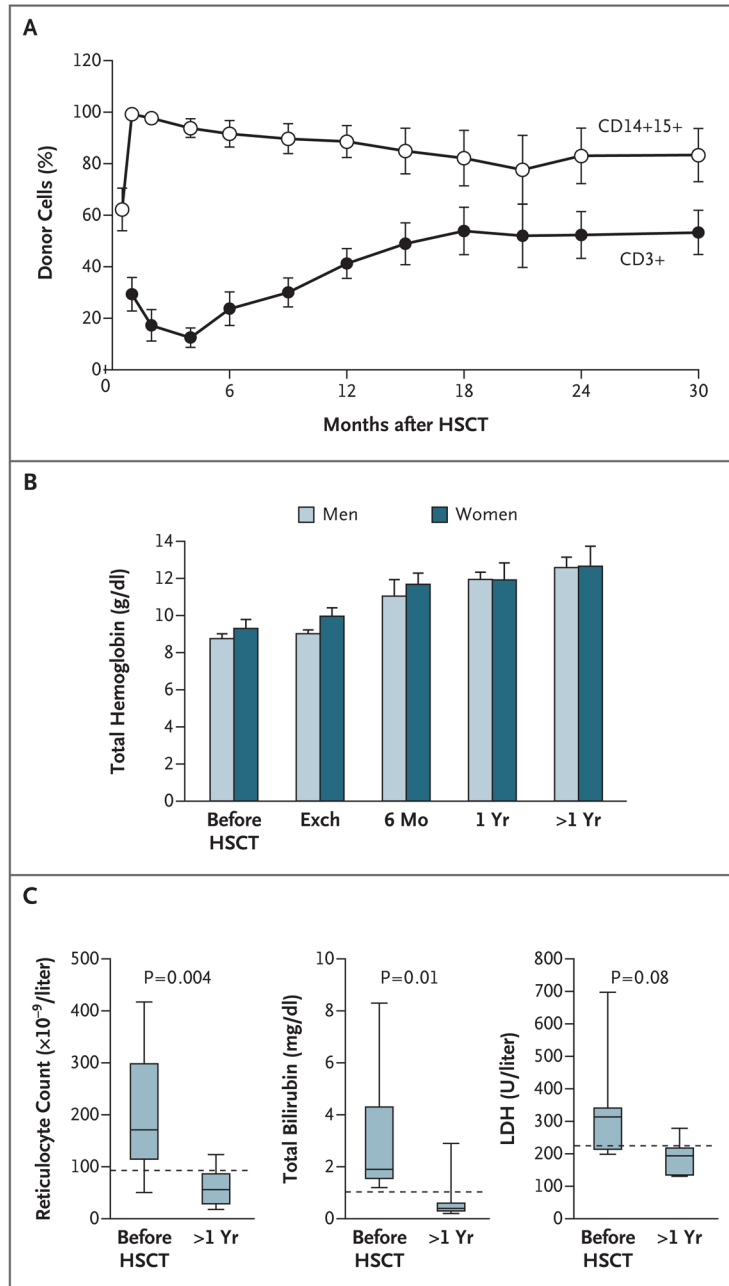 A
120
100
80
60
40
20
0
Donor Cells (%)
CD14+15+
CD3+
0 6 12 18 24 30
Months after HSCT
B
Men Women
14
12
10
8
6
4
2
0
Total Hemoglobin (g/dl)
Before HSCT
Exch
6 Mo
1 Yr
>1 Yr
C
500
400
300
200
100
0
Reticulocyte Count (×10⁻⁹/liter)
P=0.004
Before HSCT
>1 Yr
10
8
6
4
2
0
Total Bilirubin (mg/dl)
P=0.01
Before HSCT
>1 Yr
800
700
600
500
400
300
200
100
0
LDH (U/liter)
P=0.08
Before HSCT
>1 Yr